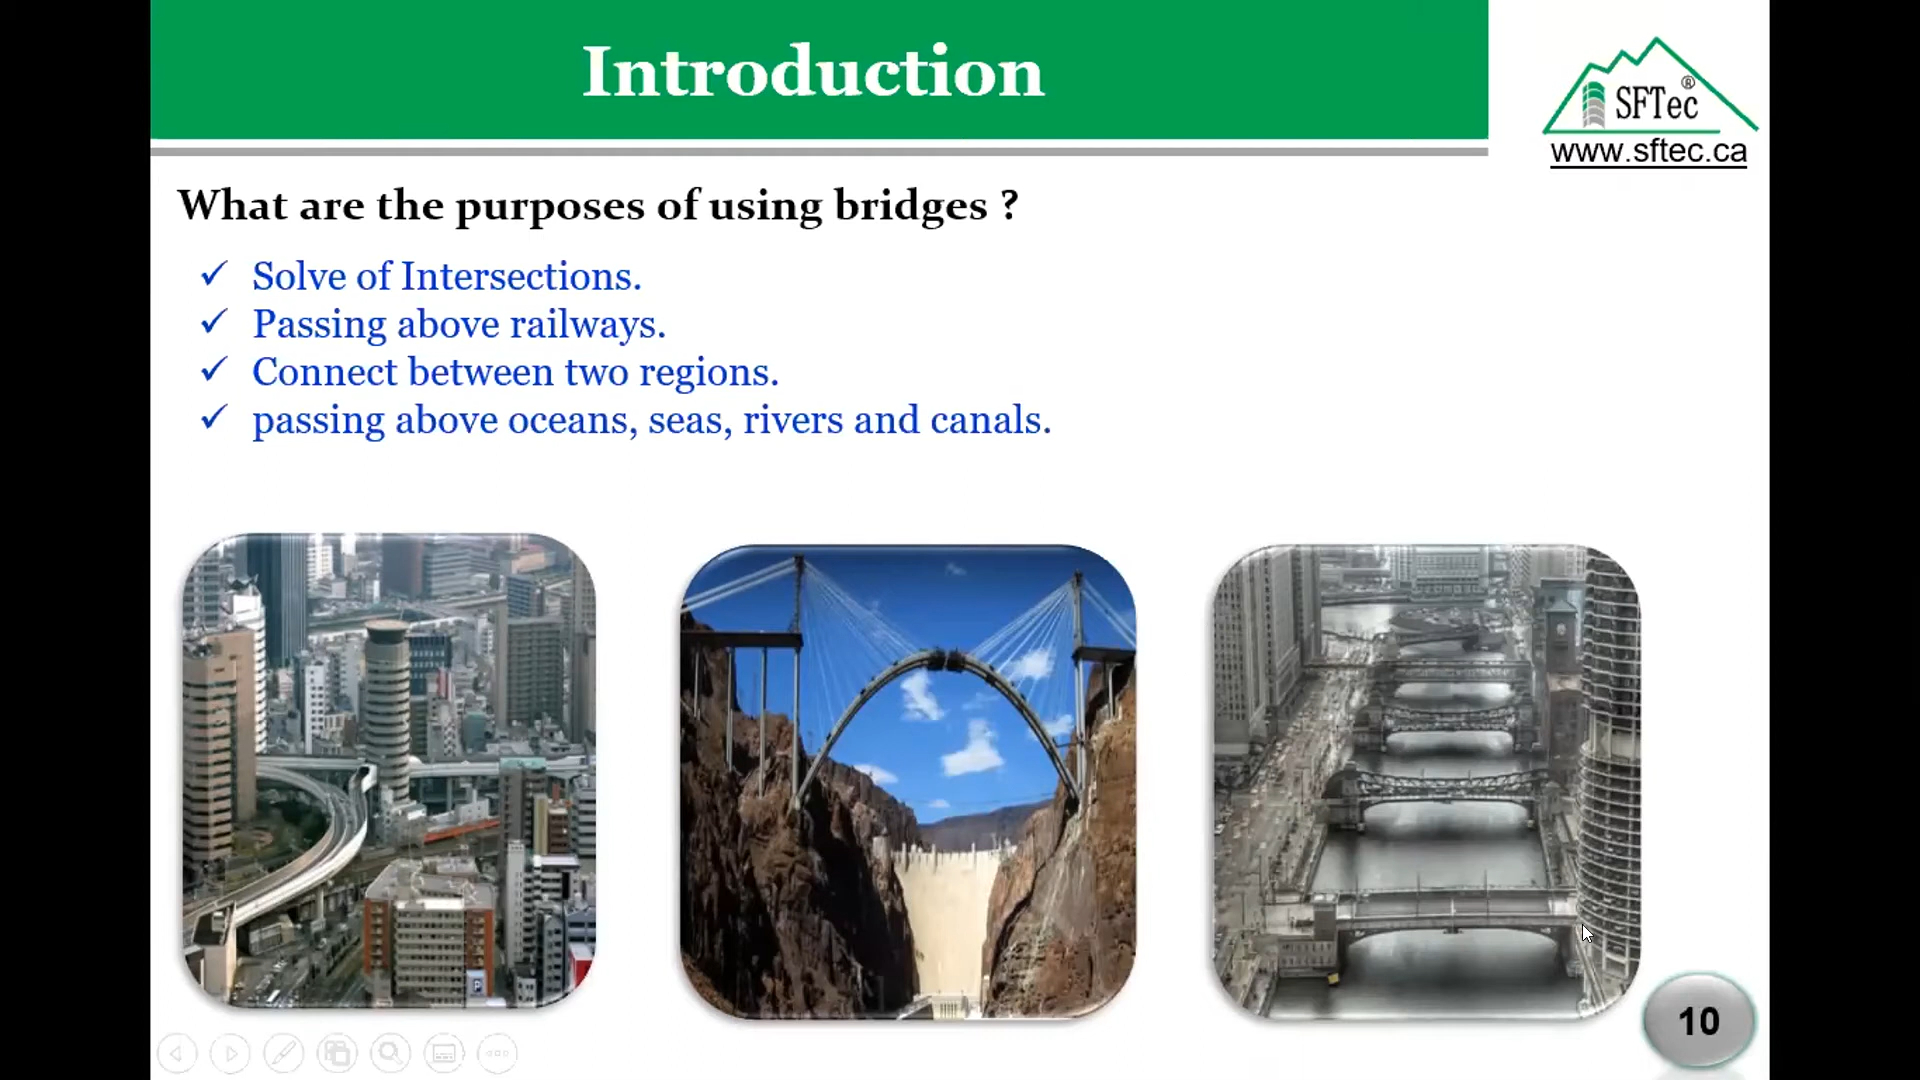 Introduction
SFTec®
www.sftec.ca
What are the purposes of using bridges ?
✓ Solve of Intersections.
✓ Passing above railways.
✓ Connect between two regions.
✓ passing above oceans, seas, rivers and canals.
P
10